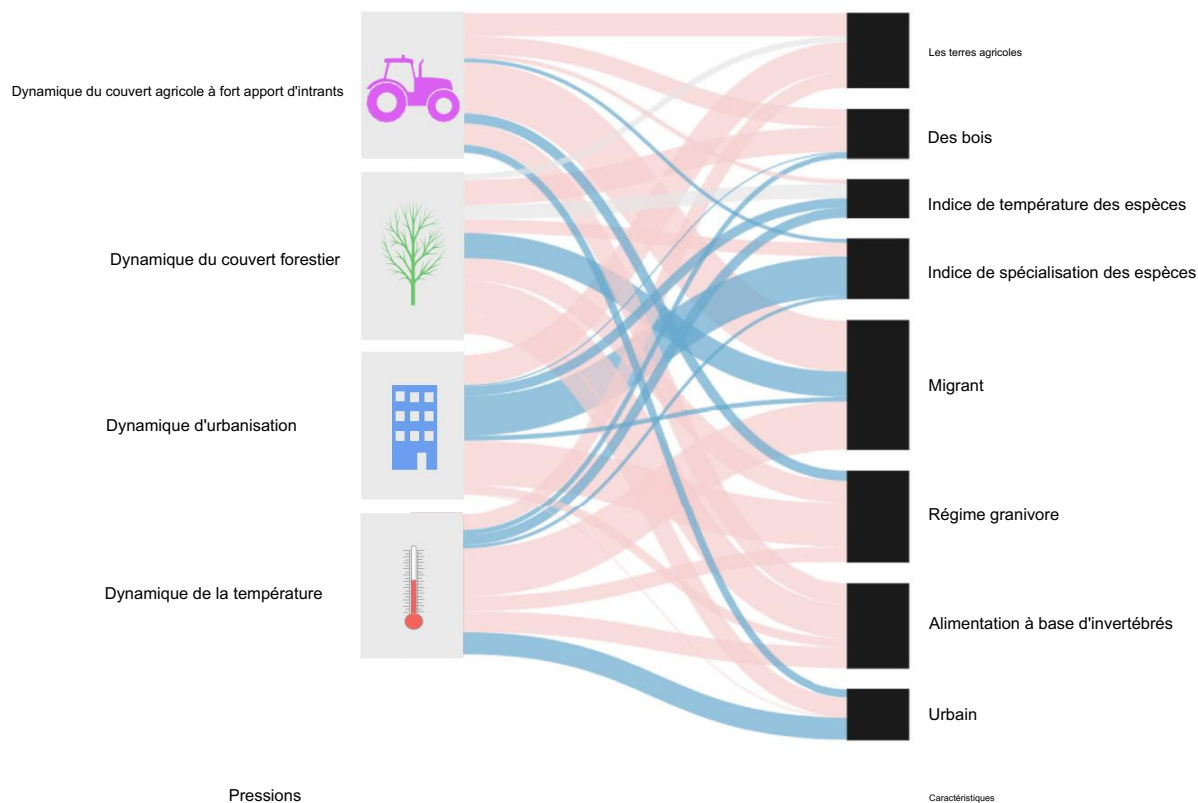 Dynamique du couvert agricole à fort apport d'intrants
Dynamique du couvert forestier
Dynamique d'urbanisation
Dynamique de la température
Pressions
Les terres agricoles
Des bois
Indice de température des espèces
Indice de spécialisation des espèces
Migrant
Régime granivore
Alimentation à base d'invertébrés
Urbain
Caractéristiques